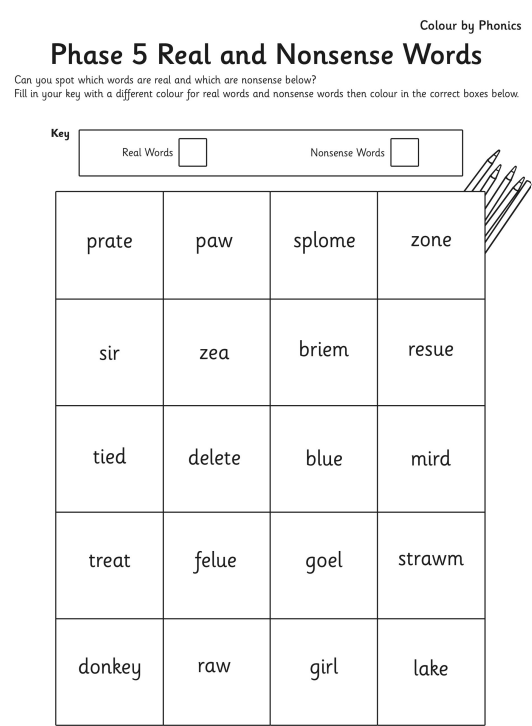 Colour by Phonics
Phase 5 Real and Nonsense Words
Can you spot which words are real and which are nonsense below?
Fill in your key with a different colour for real words and nonsense words then colour in the correct boxes below.
Key
Real Words Nonsense Words
prate paw splome zone
sir zea briem resue
tied delete blue mird
treat felue goel strawm
donkey raw girl lake